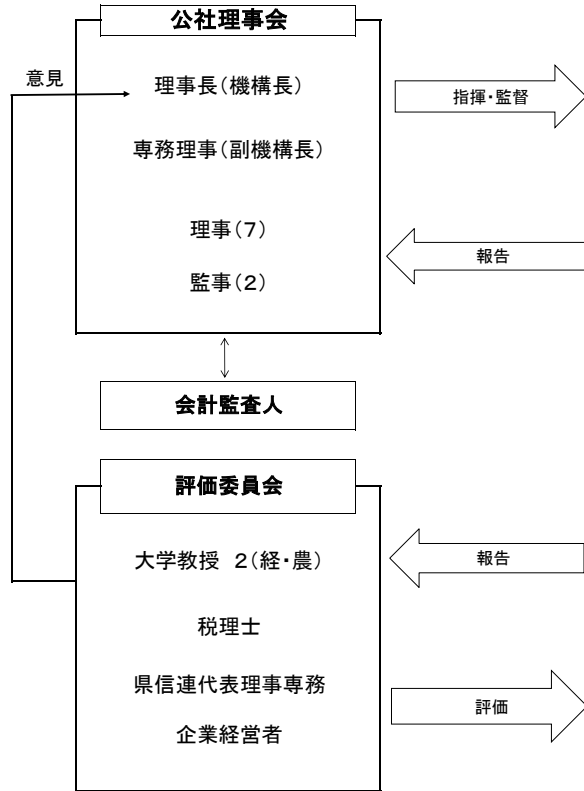 公社理事会
意見
理事長(機構長)
指揮・監督
専務理事(副機構長)
理事(7)
報告
監事(2)
会計監査人
評価委員会
大学教授 2(経・農)
報告
税理士
県信連代表理事専務
評価
企業経営者